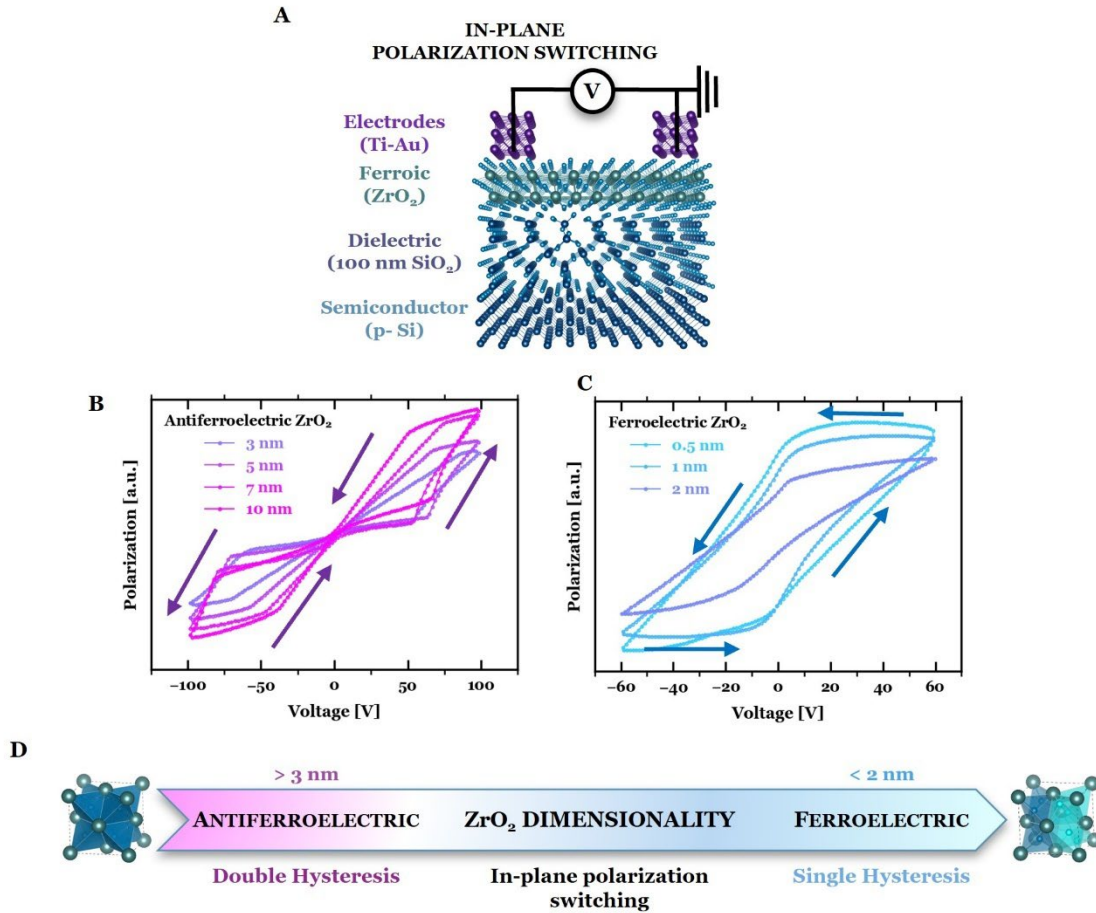 A
IN-PLANE
POLARIZATION SWITCHING
V
Electrodes
(Ti-Au)
Ferroic
(ZrO₂)
Dielectric
(100 nm SiO₂)
Semiconductor
(p- Si)
B
Antiferroelectric ZrO₂
3 nm
5 nm
7 nm
10 nm
Polarization [a.u.]
−100 −50 0 50 100
Voltage [V]
C
Ferroelectric ZrO₂
0.5 nm
1 nm
2 nm
Polarization [a.u.]
−60 −40 −20 0 20 40 60
Voltage [V]
D
> 3 nm < 2 nm
ANTIFERROELECTRIC ZrO₂ DIMENSIONALITY FERROELECTRIC
Double Hysteresis In-plane polarization Single Hysteresis
switching